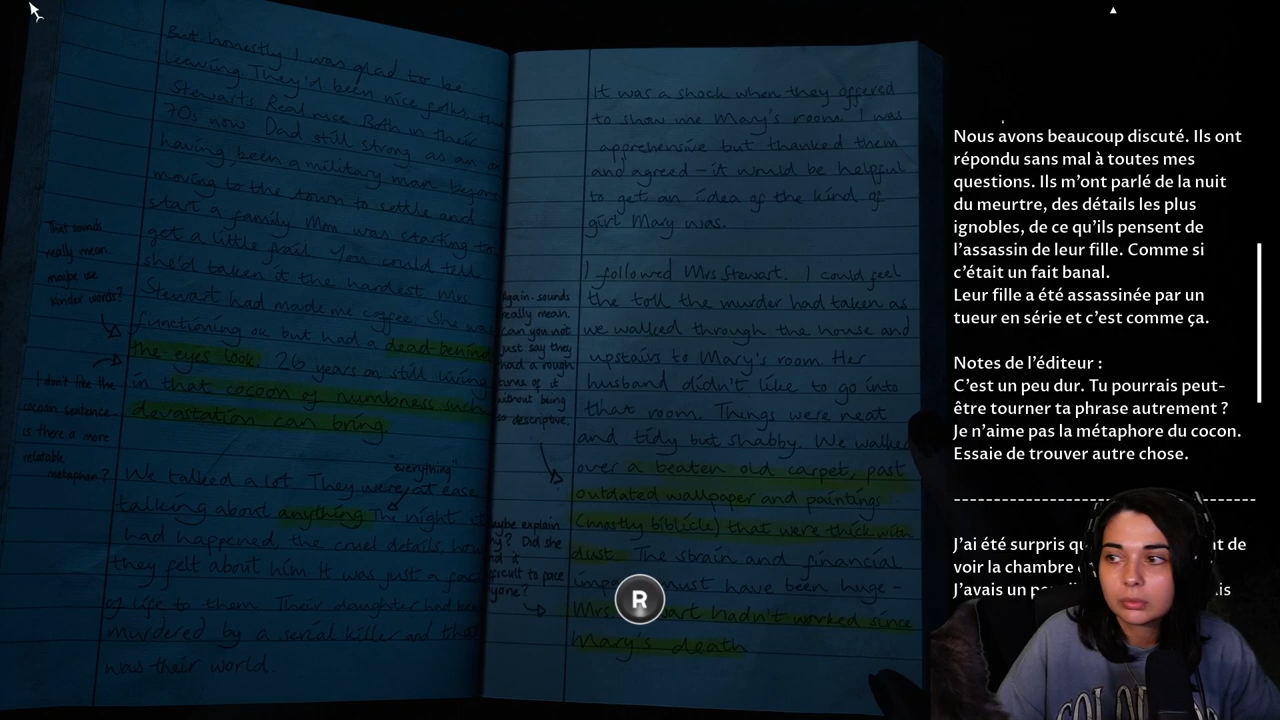 But honestly I was glad to be
leaving. They'd been nice folks, the
Stewarts. Real nice. Both in their
70s now. Dad still strong as an
having been a military man before
moving to the town to settle and
start a family. Mom was starting to
get a little frail. You could tell
she'd taken it the hardest. Mrs
Stewart had made me coffee. She was
functioning ok but had a dead behind
the eyes look. 26 years on still living
in that cocoon of numbness such
devastation can bring.
That sounds
really mean.
maybe use
kinder words?
I don't like the
cocoon sentence-
is there a more
relatable
metaphor?
"everything"
We talked a lot. They were at ease
talking about anything. The night it
had happened, the cruel details, how
they felt about him. It was just a fact
of life to them. Their daughter had been
murdered by a serial killer and that
was their world.
It was a shock when they offered
to show me Mary's room. I was
apprehensive but thanked them
and agreed – it would be helpful
to get an idea of the kind of
girl Mary was.
I followed Mrs Stewart. I could feel
the toll the murder had taken as
we walked through the house and
upstairs to Mary's room. Her
husband didn't like to go into
that room. Things were neat
and tidy but shabby. We walked
over a beaten old carpet, past
outdated wallpaper and paintings
(mostly biblicle) that were thick with
dust. The strain and financial
must have been huge –
Mrs hadn't worked since
Mary's death
Again-sounds
really mean.
can you not
just say they
had a rough
time of it
without being
so descriptive.
explain
Did she
it
difficult to pace
R
Nous avons beaucoup discuté. Ils ont
répondu sans mal à toutes mes
questions. Ils m'ont parlé de la nuit
du meurtre, des détails les plus
ignobles, de ce qu'ils pensent de
l'assassin de leur fille. Comme si
c'était un fait banal.
Leur fille a été assassinée par un
tueur en série et c'est comme ça.
Notes de l'éditeur :
C'est un peu dur. Tu pourrais peut-
être tourner ta phrase autrement ?
Je n'aime pas la métaphore du cocon.
Essaie de trouver autre chose.
J'ai été surpris de
voir la chambre
J'avais un